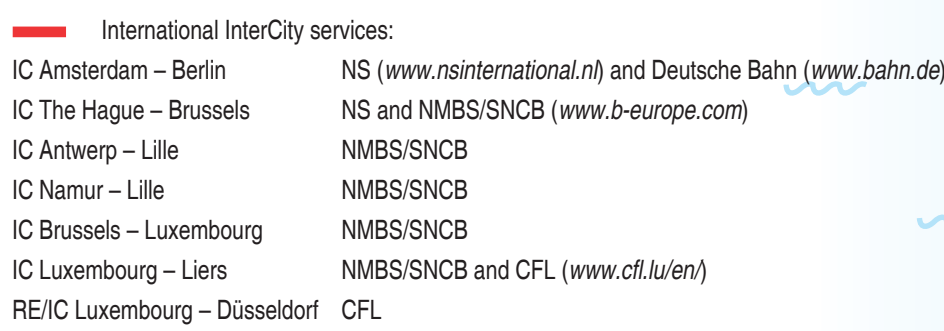 International InterCity services:
IC Amsterdam – Berlin NS (www.nsinternational.nl) and Deutsche Bahn (www.bahn.de)
IC The Hague – Brussels NS and NMBS/SNCB (www.b-europe.com)
IC Antwerp – Lille NMBS/SNCB
IC Namur – Lille NMBS/SNCB
IC Brussels – Luxembourg NMBS/SNCB
IC Luxembourg – Liers NMBS/SNCB and CFL (www.cfl.lu/en/)
RE/IC Luxembourg – Düsseldorf CFL